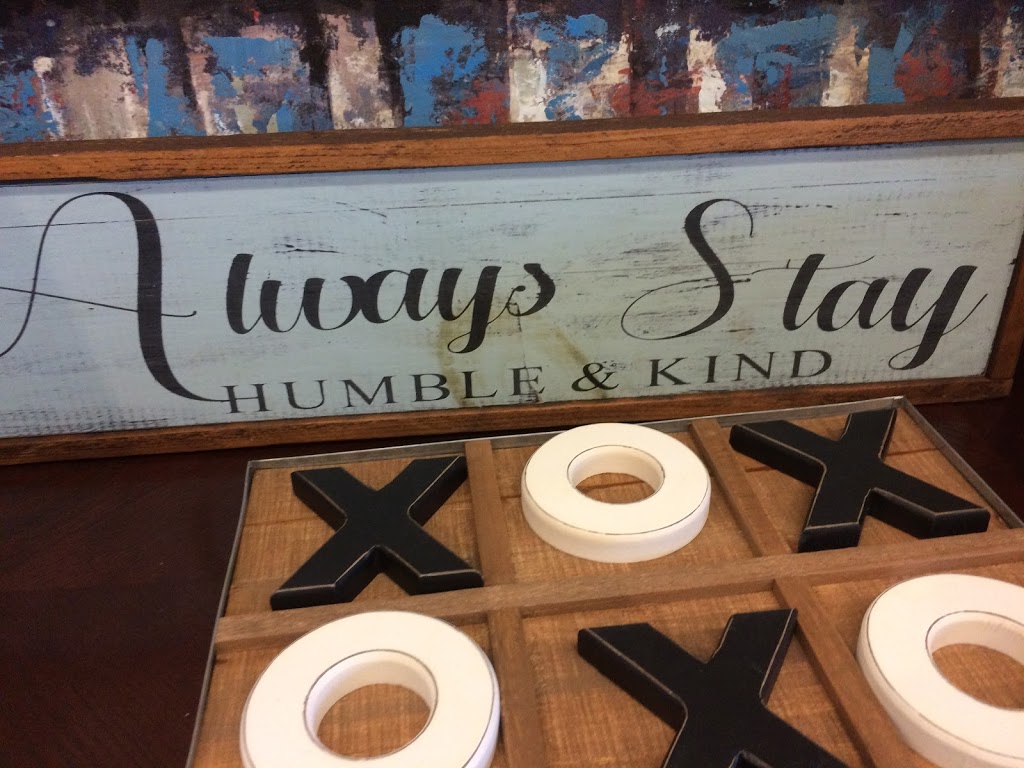 Always Stay
HUMBLE & KIND
X O X
O X O